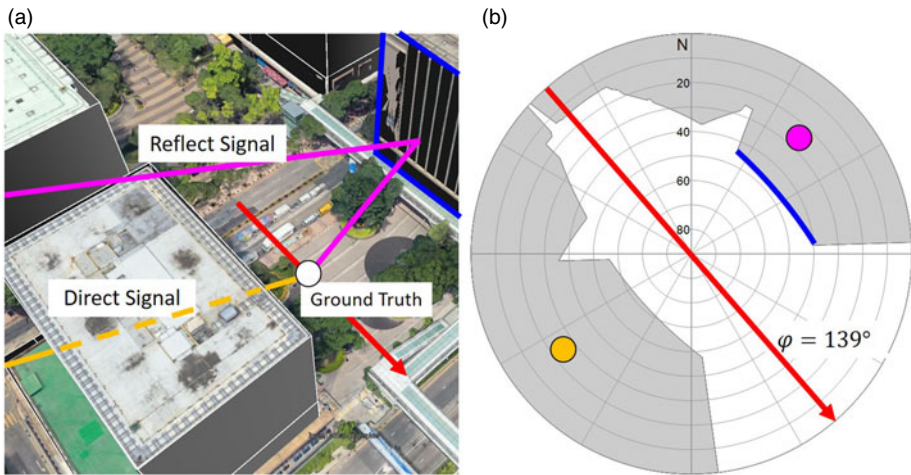 (a)
Reflect Signal
Direct Signal
Ground Truth
(b)
N
20
40
60
80
φ = 139°